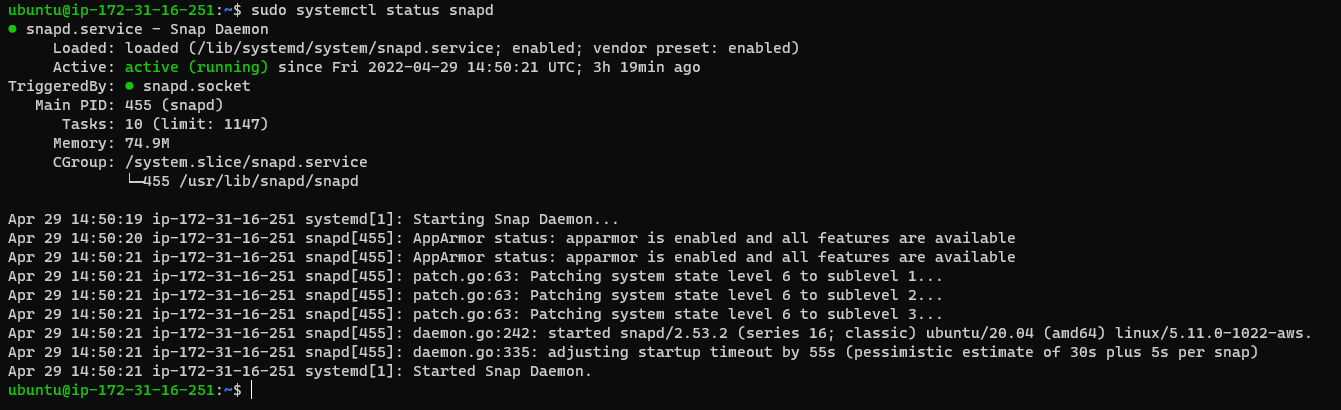 ubuntu@ip-172-31-16-251:~$ sudo systemctl status snapd
● snapd.service - Snap Daemon
     Loaded: loaded (/lib/systemd/system/snapd.service; enabled; vendor preset: enabled)
     Active: active (running) since Fri 2022-04-29 14:50:21 UTC; 3h 19min ago
TriggeredBy: ● snapd.socket
   Main PID: 455 (snapd)
      Tasks: 10 (limit: 1147)
     Memory: 74.9M
     CGroup: /system.slice/snapd.service
             └─455 /usr/lib/snapd/snapd

Apr 29 14:50:19 ip-172-31-16-251 systemd[1]: Starting Snap Daemon...
Apr 29 14:50:20 ip-172-31-16-251 snapd[455]: AppArmor status: apparmor is enabled and all features are available
Apr 29 14:50:21 ip-172-31-16-251 snapd[455]: AppArmor status: apparmor is enabled and all features are available
Apr 29 14:50:21 ip-172-31-16-251 snapd[455]: patch.go:63: Patching system state level 6 to sublevel 1...
Apr 29 14:50:21 ip-172-31-16-251 snapd[455]: patch.go:63: Patching system state level 6 to sublevel 2...
Apr 29 14:50:21 ip-172-31-16-251 snapd[455]: patch.go:63: Patching system state level 6 to sublevel 3...
Apr 29 14:50:21 ip-172-31-16-251 snapd[455]: daemon.go:242: started snapd/2.53.2 (series 16; classic) ubuntu/20.04 (amd64) linux/5.11.0-1022-aws.
Apr 29 14:50:21 ip-172-31-16-251 snapd[455]: daemon.go:335: adjusting startup timeout by 55s (pessimistic estimate of 30s plus 5s per snap)
Apr 29 14:50:21 ip-172-31-16-251 systemd[1]: Started Snap Daemon.
ubuntu@ip-172-31-16-251:~$